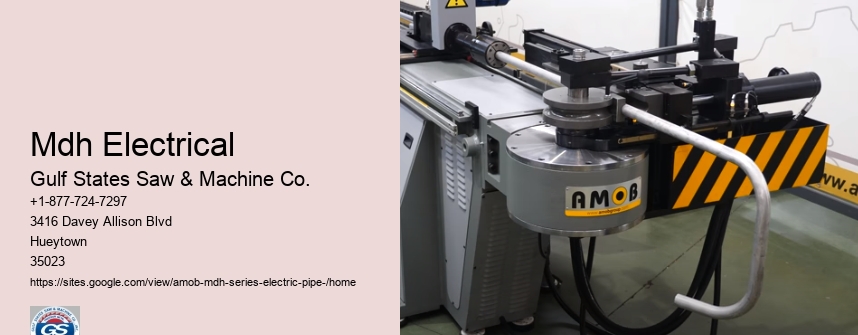 Mdh Electrical
Gulf States Saw & Machine Co.
+1-877-724-7297
3416 Davey Allison Blvd
Hueytown
35023
https://sites.google.com/view/amob-mdh-series-electric-pipe-/home
GS
AMOB
www.a